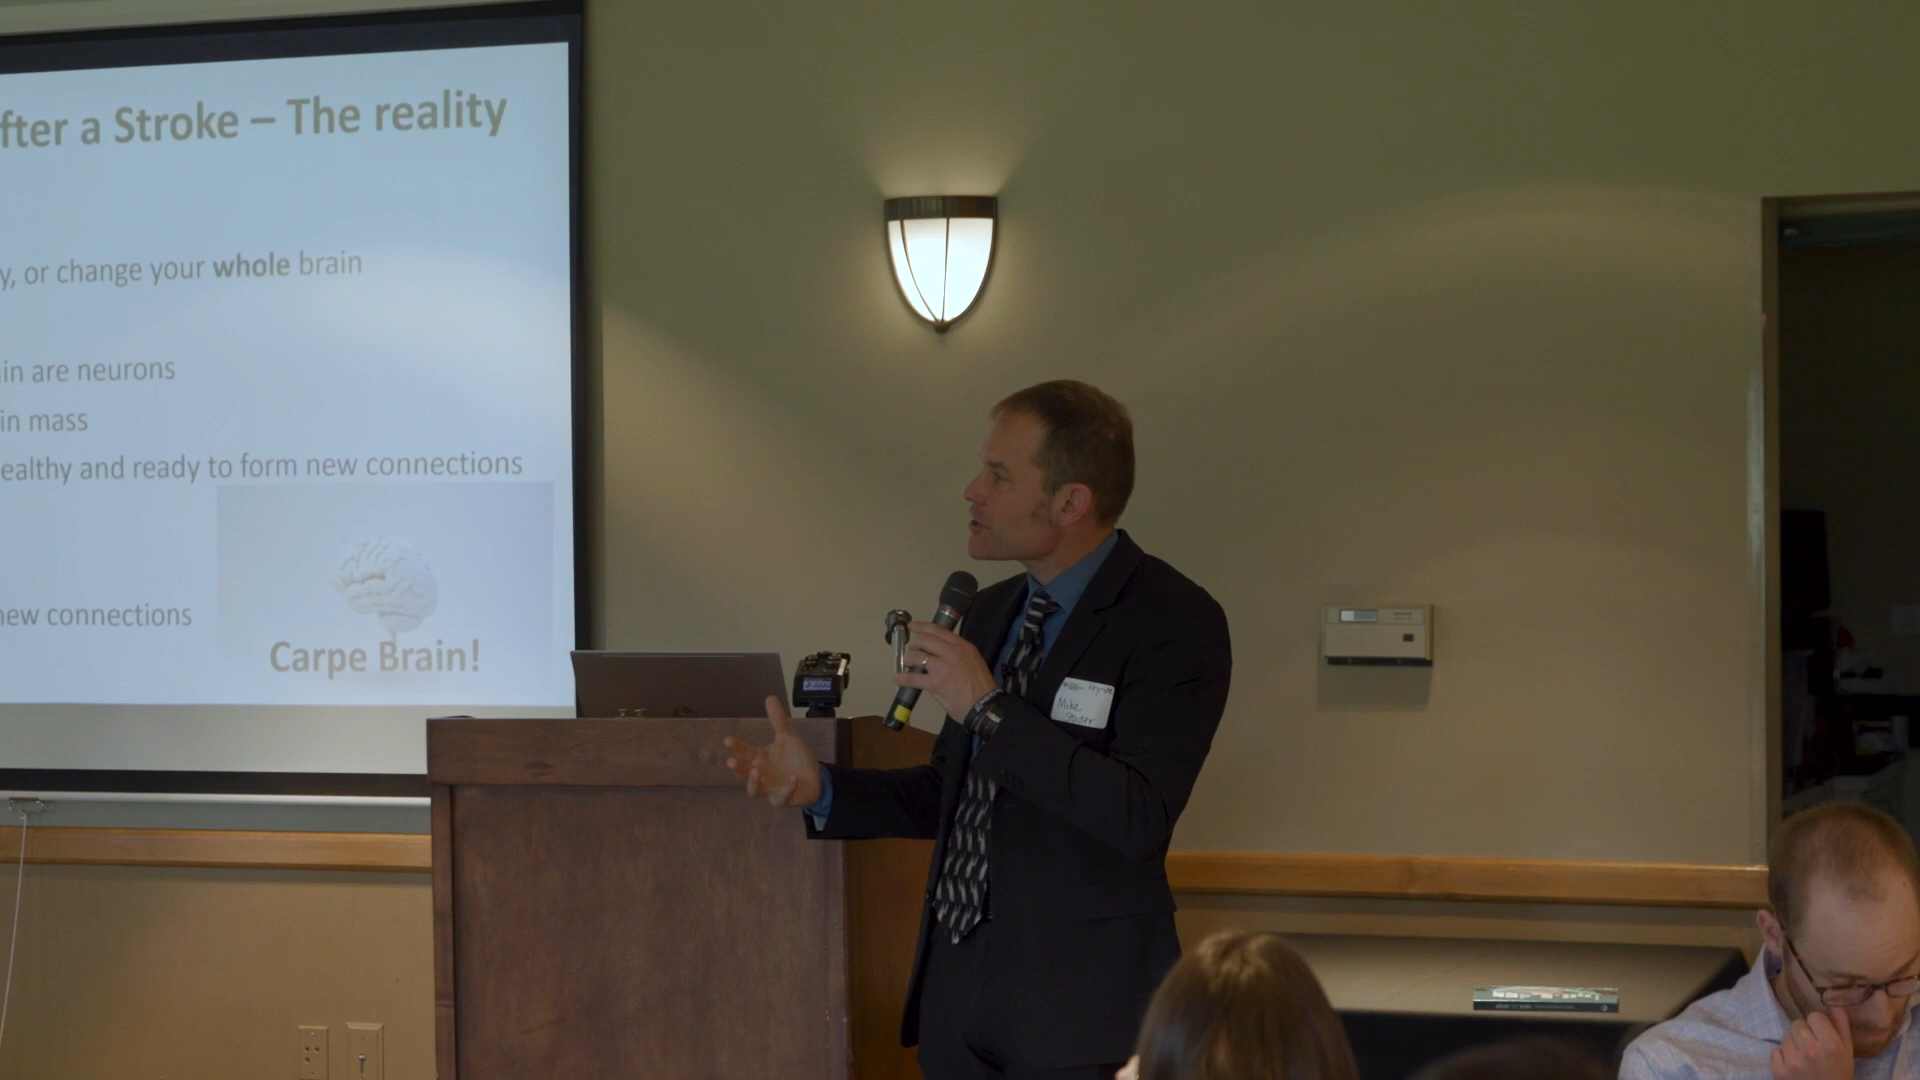 fter a Stroke – The reality
y, or change your whole brain
in are neurons
in mass
ealthy and ready to form new connections
new connections
Carpe Brain!
Mike